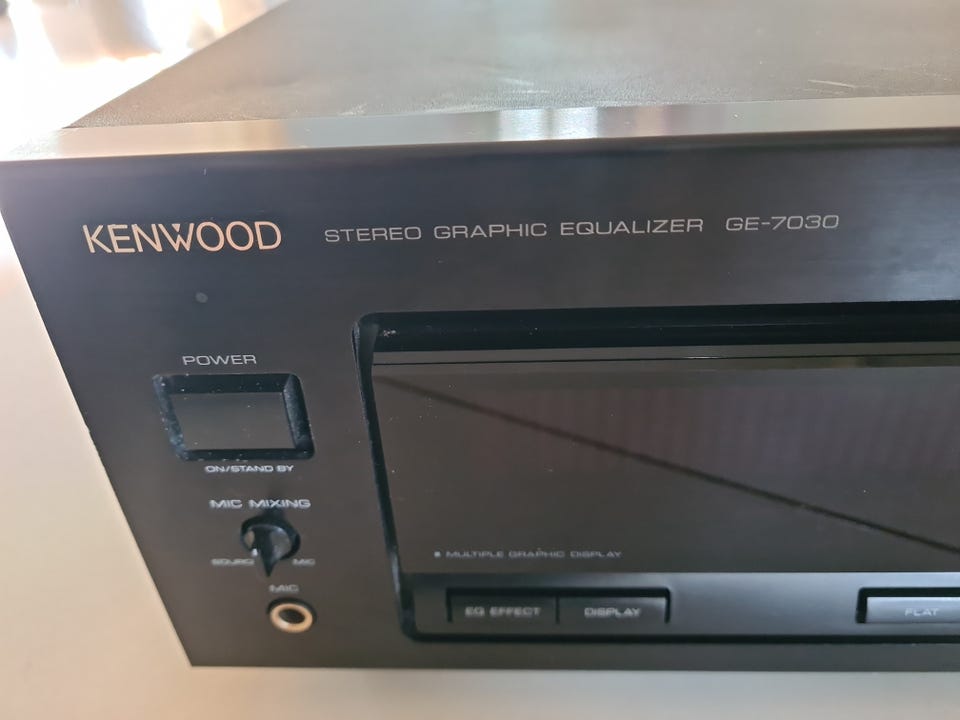 KENWOOD STEREO GRAPHIC EQUALIZER GE-7030
POWER
ON/STAND BY
MIC MIXING
SOURCE MIC
MIC
MULTIPLE GRAPHIC DISPLAY
EQ EFFECT DISPLAY FLAT